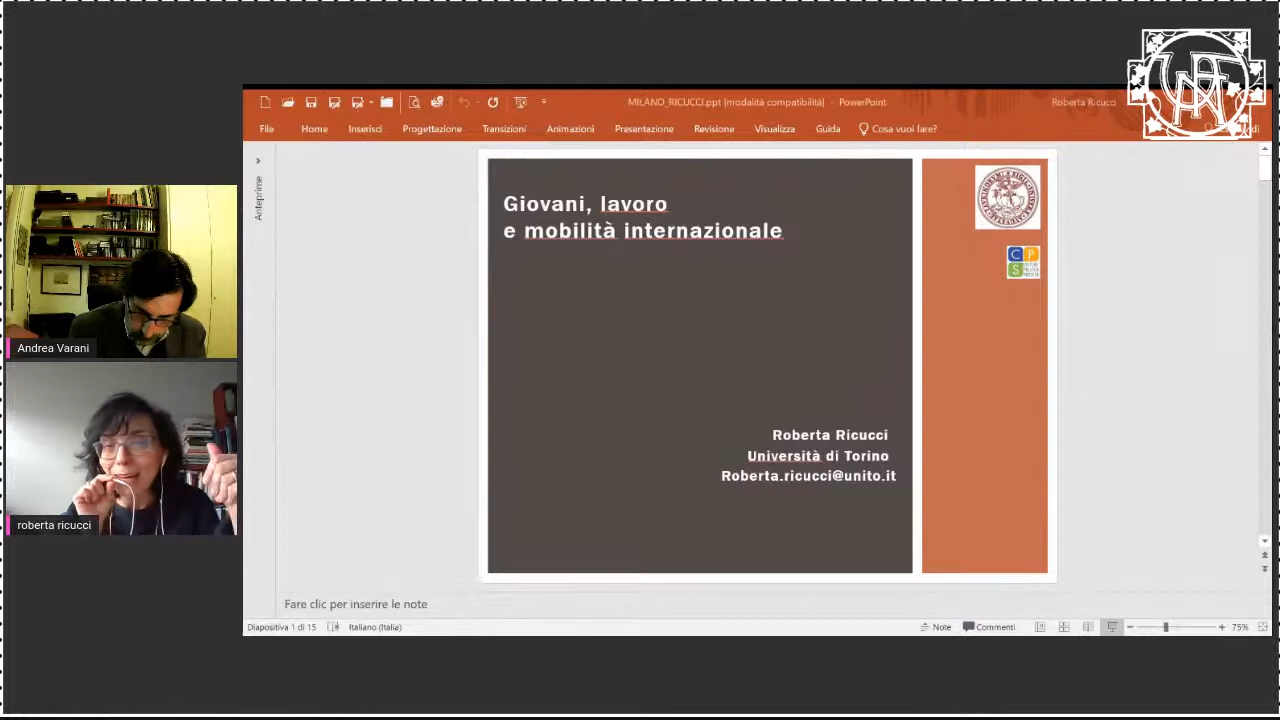 MILANO_RICUCCI.ppt [modalità compatibilità] - PowerPoint
Roberta Ricucci
File Home Inserisci Progettazione Transizioni Animazioni Presentazione Revisione Visualizza Guida Cosa vuoi fare?
Anteprime
Giovani, lavoro
e mobilità internazionale
C P
S
Roberta Ricucci
Università di Torino
Roberta.ricucci@unito.it
Andrea Varani
roberta ricucci
Fare clic per inserire le note
Diapositiva 1 di 15 Italiano (Italia) Note Commenti 75%